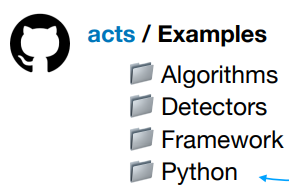 acts / Examples
Algorithms
Detectors
Framework
Python